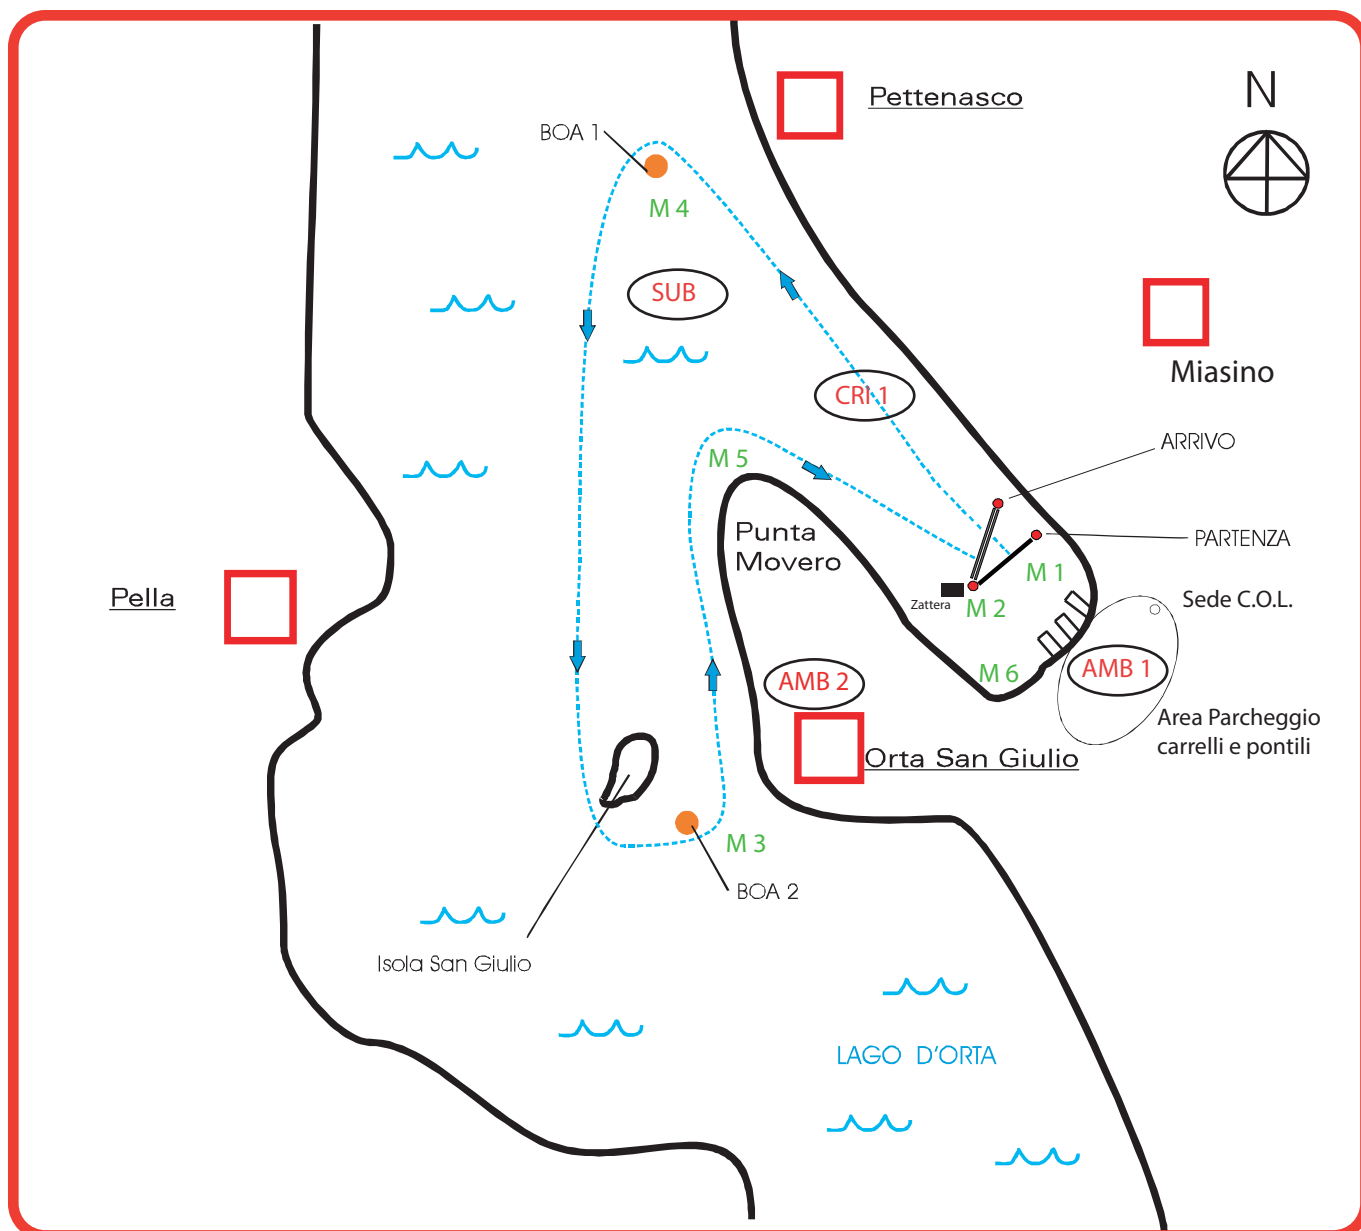 N
Pettenasco
BOA 1
M 4
SUB
Miasino
CRI 1
ARRIVO
M 5
Punta
Movero
PARTENZA
M 1
Pella
Zattera
M 2
Sede C.O.L.
M 6
AMB 1
AMB 2
Area Parcheggio
carrelli e pontili
Orta San Giulio
M 3
BOA 2
Isola San Giulio
LAGO D'ORTA